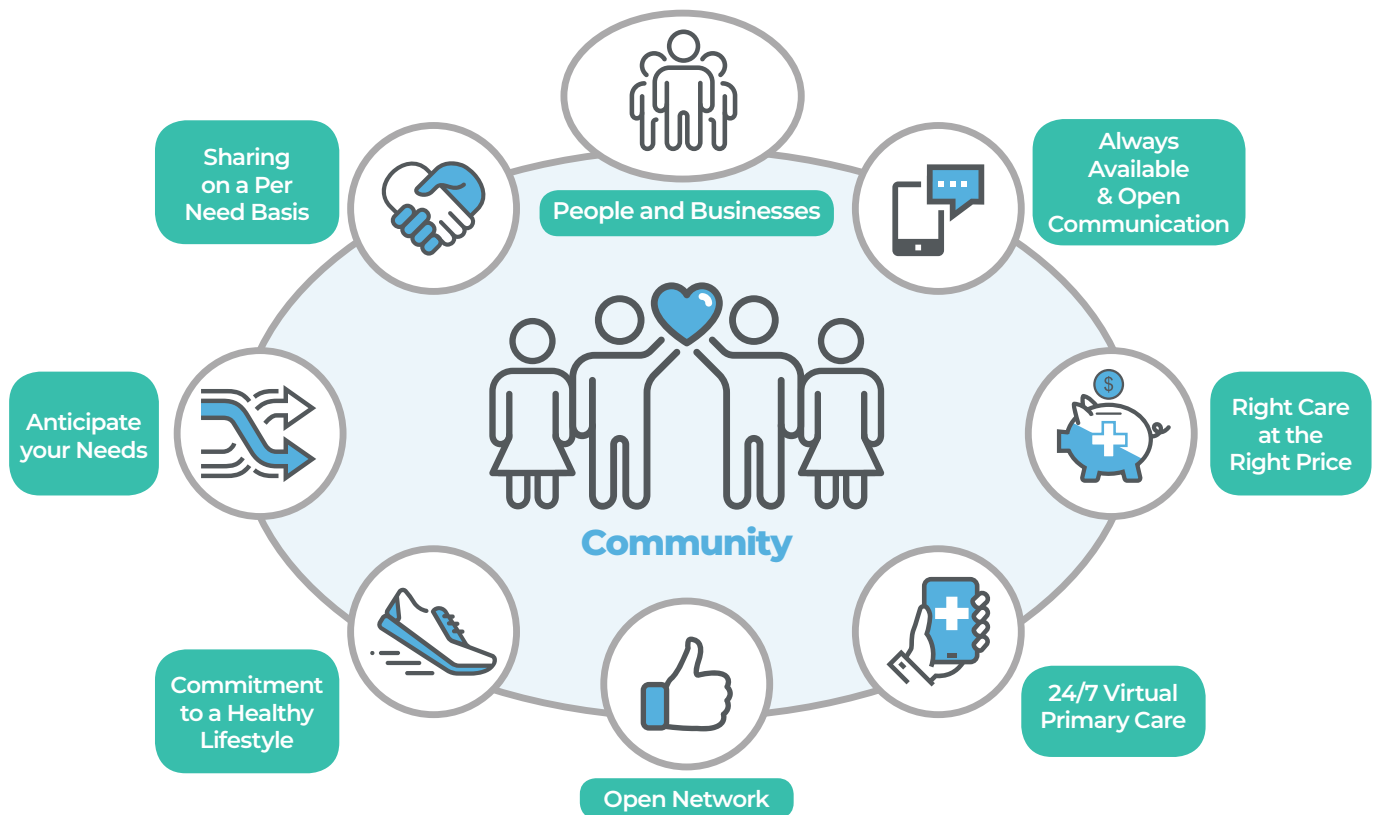 People and Businesses
Sharing
on a Per
Need Basis
Always
Available
& Open
Communication
Anticipate
your Needs
$
Right Care
at the
Right Price
Community
Commitment
to a Healthy
Lifestyle
24/7 Virtual
Primary Care
Open Network